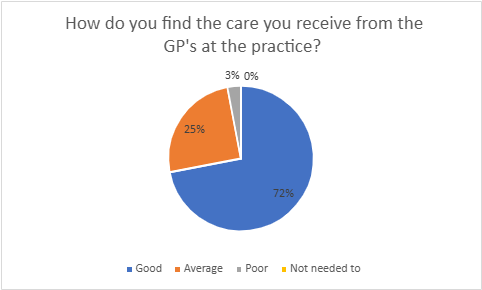 How do you find the care you receive from the
GP's at the practice?
3%
0%
25%
72%
Good
Average
Poor
Not needed to